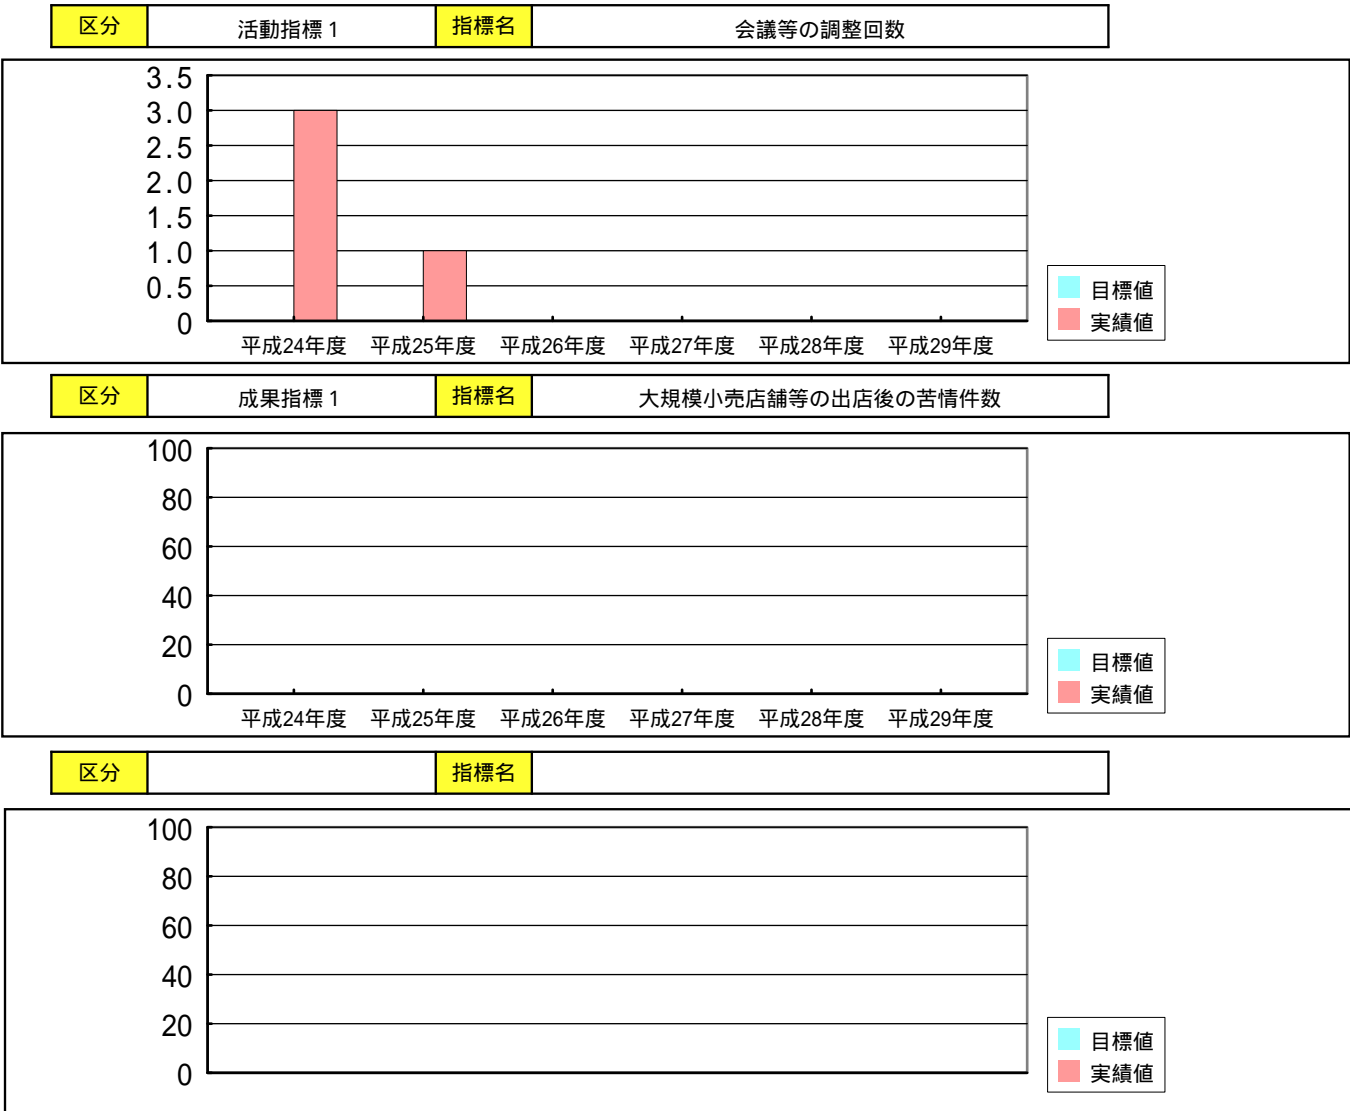 区分 活動指標1 指標名 会議等の調整回数
3.5
3.0
2.5
2.0
1.5
1.0
0.5
0
平成24年度 平成25年度 平成26年度 平成27年度 平成28年度 平成29年度
目標値
実績値
区分 成果指標1 指標名 大規模小売店舗等の出店後の苦情件数
100
80
60
40
20
0
平成24年度 平成25年度 平成26年度 平成27年度 平成28年度 平成29年度
目標値
実績値
区分 指標名
100
80
60
40
20
0
目標値
実績値